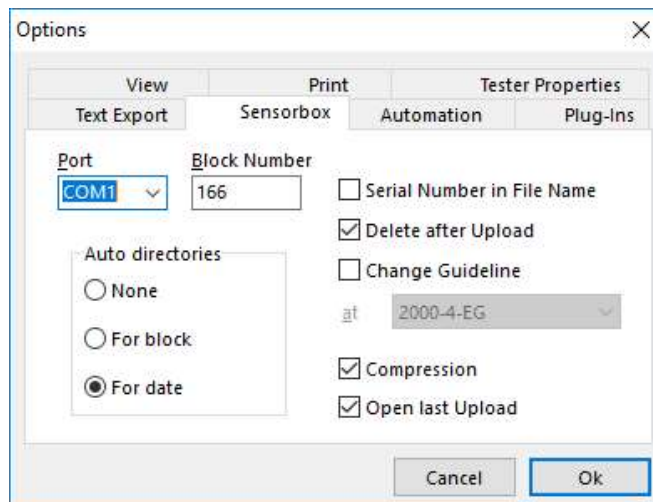 Options
View Print Tester Properties
Text Export Sensorbox Automation Plug-Ins
Port Block Number
COM1 166
Serial Number in File Name
Delete after Upload
Auto directories
Change Guideline
None
at 2000-4-EG
For block
Compression
For date
Open last Upload
Cancel Ok